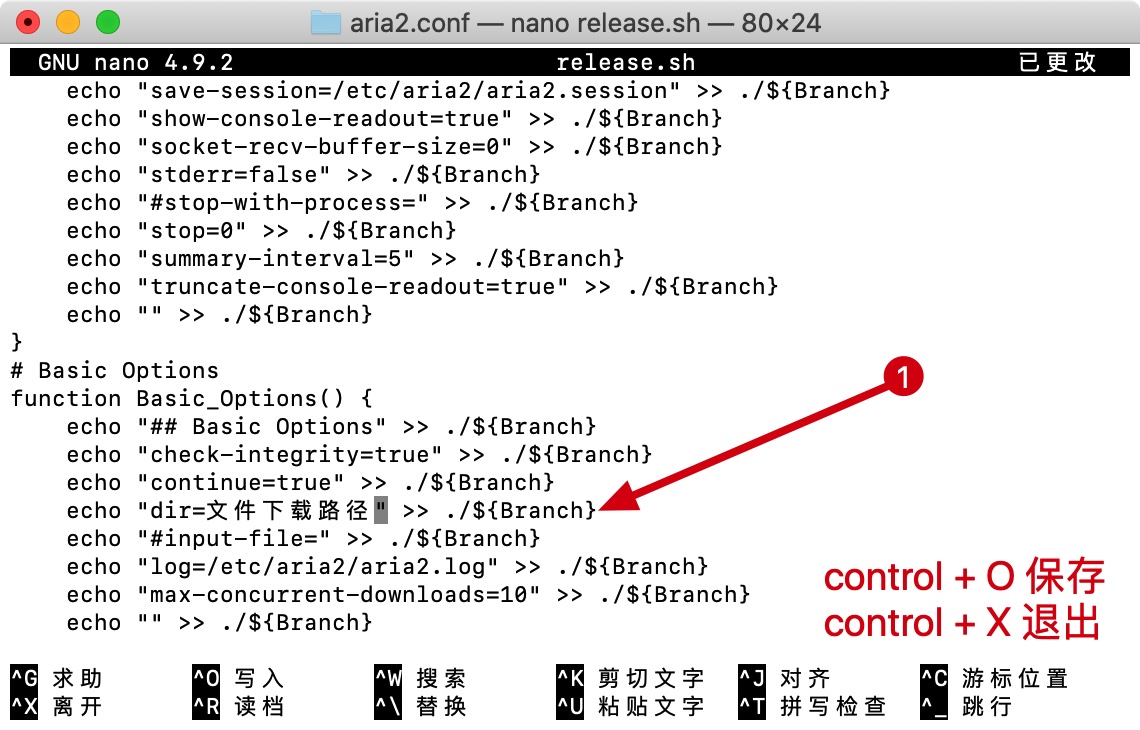 aria2.conf — nano release.sh — 80×24
GNU nano 4.9.2 release.sh 已更改
echo "save-session=/etc/aria2/aria2.session" >> ./${Branch}
echo "show-console-readout=true" >> ./${Branch}
echo "socket-recv-buffer-size=0" >> ./${Branch}
echo "stderr=false" >> ./${Branch}
echo "#stop-with-process=" >> ./${Branch}
echo "stop=0" >> ./${Branch}
echo "summary-interval=5" >> ./${Branch}
echo "truncate-console-readout=true" >> ./${Branch}
echo "" >> ./${Branch}
}
# Basic Options
function Basic_Options() {
echo "## Basic Options" >> ./${Branch}
echo "check-integrity=true" >> ./${Branch}
echo "continue=true" >> ./${Branch}
echo "dir=文件下载路径" >> ./${Branch}
echo "#input-file=" >> ./${Branch}
echo "log=/etc/aria2/aria2.log" >> ./${Branch}
echo "max-concurrent-downloads=10" >> ./${Branch}
echo "" >> ./${Branch}
1
control + O 保存
control + X 退出
^G 求助 ^O 写入 ^W 搜索 ^K 剪切文字 ^J 对齐 ^C 游标位置
^X 离开 ^R 读档 ^\ 替换 ^U 粘贴文字 ^T 拼写检查 ^_ 跳行